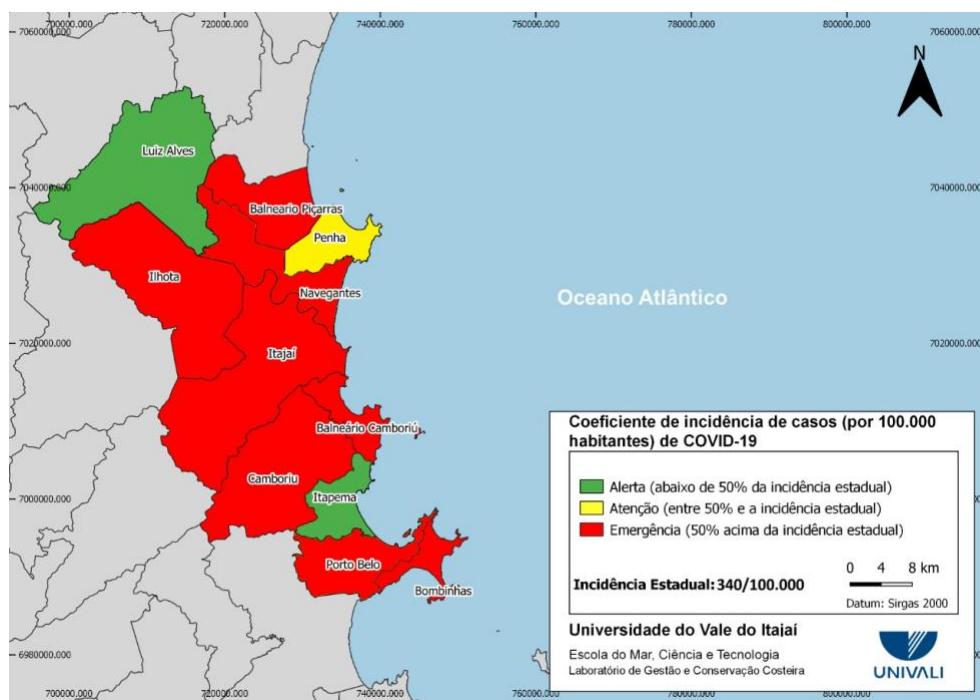 700000.000 720000.000 740000.000 760000.000 780000.000 800000.000
7060000.000 7060000.000
N
Luiz Alves
7040000.000 7040000.000
Balneario Piçarras
Penha
Ilhota
Navegantes
Oceano Atlântico
7020000.000 7020000.000
Itajaí
Balneário Camboriú
Camboriu
Itapema
7000000.000
Porto Belo
Bombinhas
6980000.000
700000.000 720000.000 740000.000 760000.000 780000.000 800000.000
Coeficiente de incidência de casos (por 100.000
habitantes) de COVID-19
Alerta (abaixo de 50% da incidência estadual)
Atenção (entre 50% e a incidência estadual)
Emergência (50% acima da incidência estadual)
Incidência Estadual: 340/100.000
0 4 8 km
Datum: Sirgas 2000
Universidade do Vale do Itajaí
Escola do Mar, Ciência e Tecnologia
Laboratório de Gestão e Conservação Costeira
UNIVALI